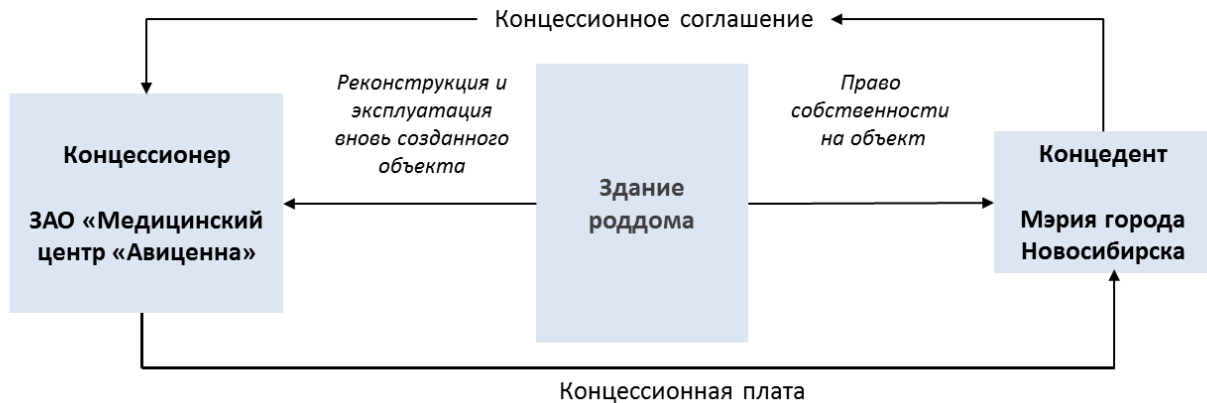 Концессионное соглашение
Реконструкция и
эксплуатация
вновь созданного
объекта
Право
собственности
на объект
Концессионер
ЗАО «Медицинский
центр «Авиценна»
Здание
роддома
Концедент
Мэрия города
Новосибирска
Концессионная плата